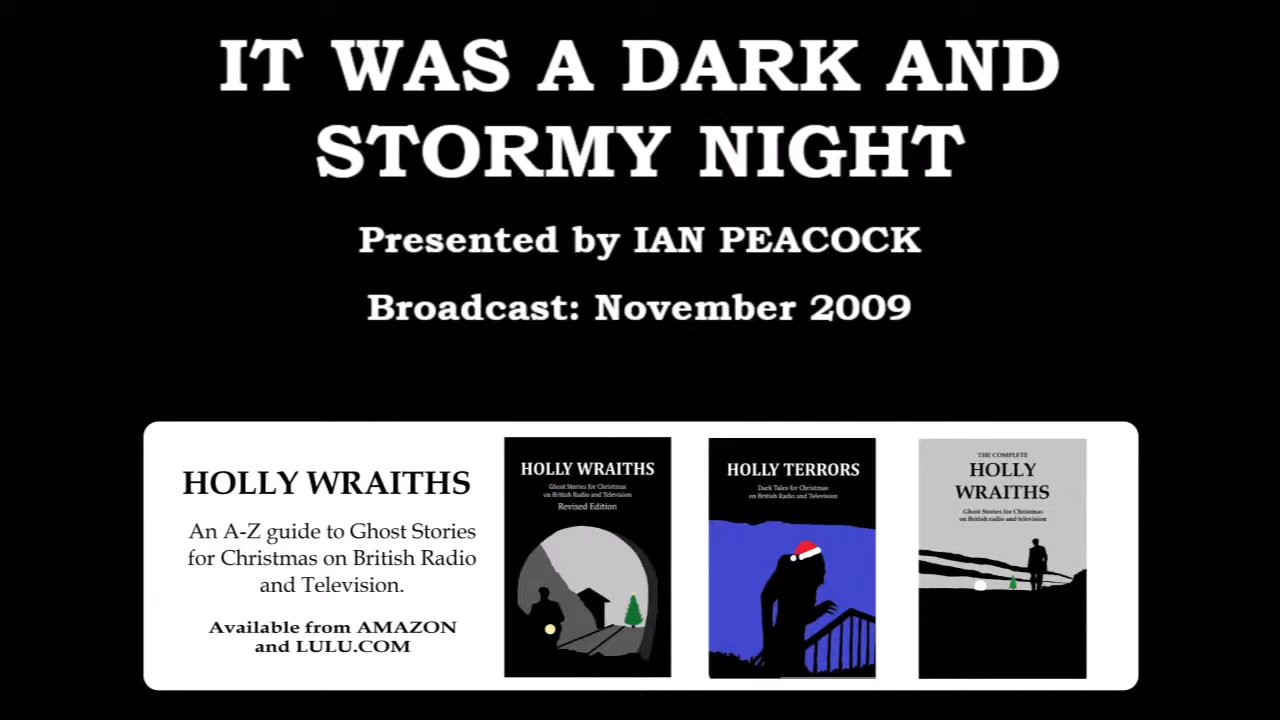 IT WAS A DARK AND
STORMY NIGHT
Presented by IAN PEACOCK
Broadcast: November 2009
HOLLY WRAITHS
An A-Z guide to Ghost Stories
for Christmas on British Radio
and Television.
Available from AMAZON
and LULU.COM
HOLLY WRAITHS
Ghost Stories for Christmas
on British Radio and Television
Revised Edition
HOLLY TERRORS
Dark Tales for Christmas
on British Radio and Television
THE COMPLETE
HOLLY
WRAITHS
Ghost Stories for Christmas
on British radio and television